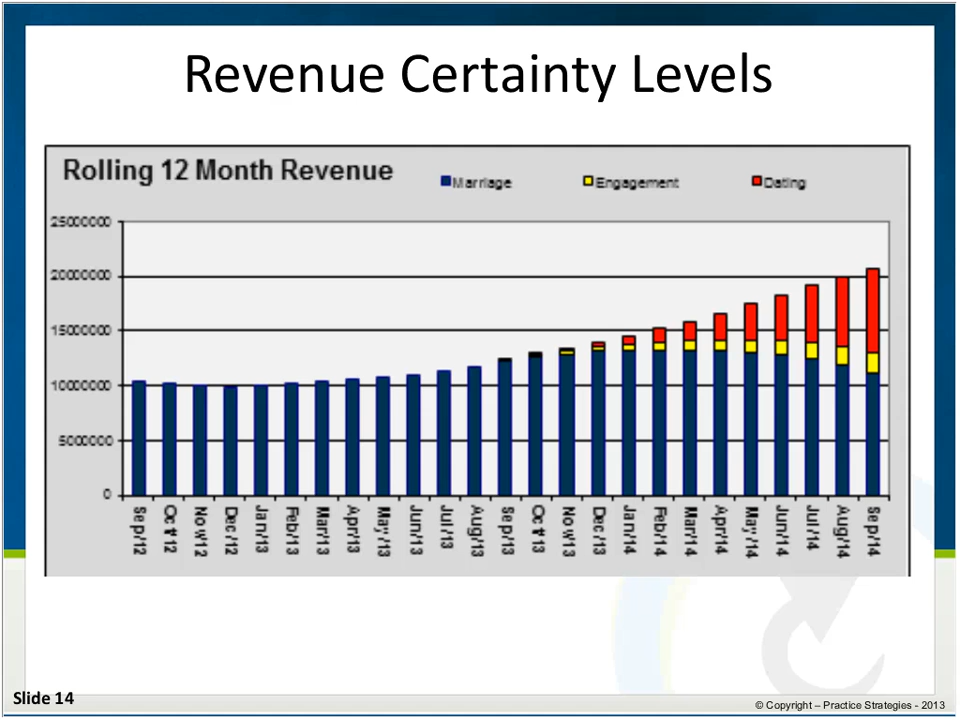 Revenue Certainty Levels
Rolling 12 Month Revenue
Marriage
Engagement
Dating
25000000
20000000
15000000
10000000
5000000
0
Sep/12
Oct/12
Nov/12
Dec/12
Jan/13
Feb/13
Mar/13
Apr/13
May/13
Jun/13
Jul/13
Aug/13
Sep/13
Oct/13
Nov/13
Dec/13
Jan/14
Feb/14
Mar/14
Apr/14
May/14
Jun/14
Jul/14
Aug/14
Sep/14
Slide 14
© Copyright – Practice Strategies - 2013